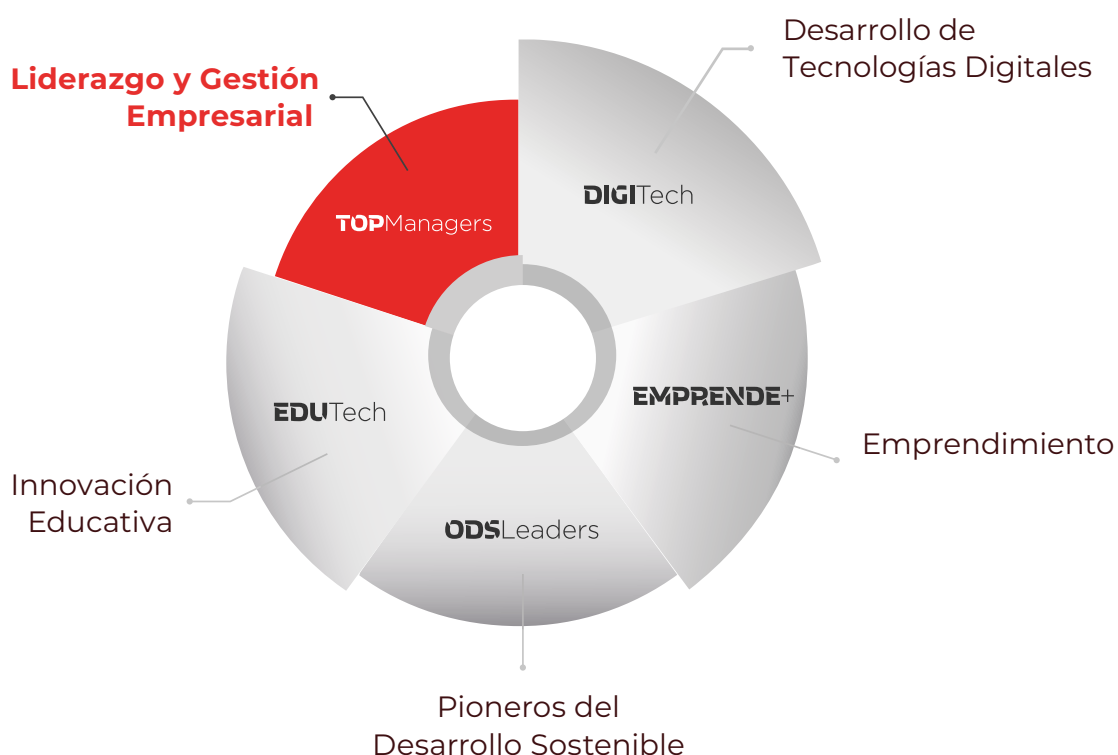 Desarrollo de
Tecnologías Digitales
Liderazgo y Gestión
Empresarial
DIGITech
TOPManagers
EMPRENDE+
EDUTech
Emprendimiento
Innovación
Educativa
ODSLeaders
Pioneros del
Desarrollo Sostenible